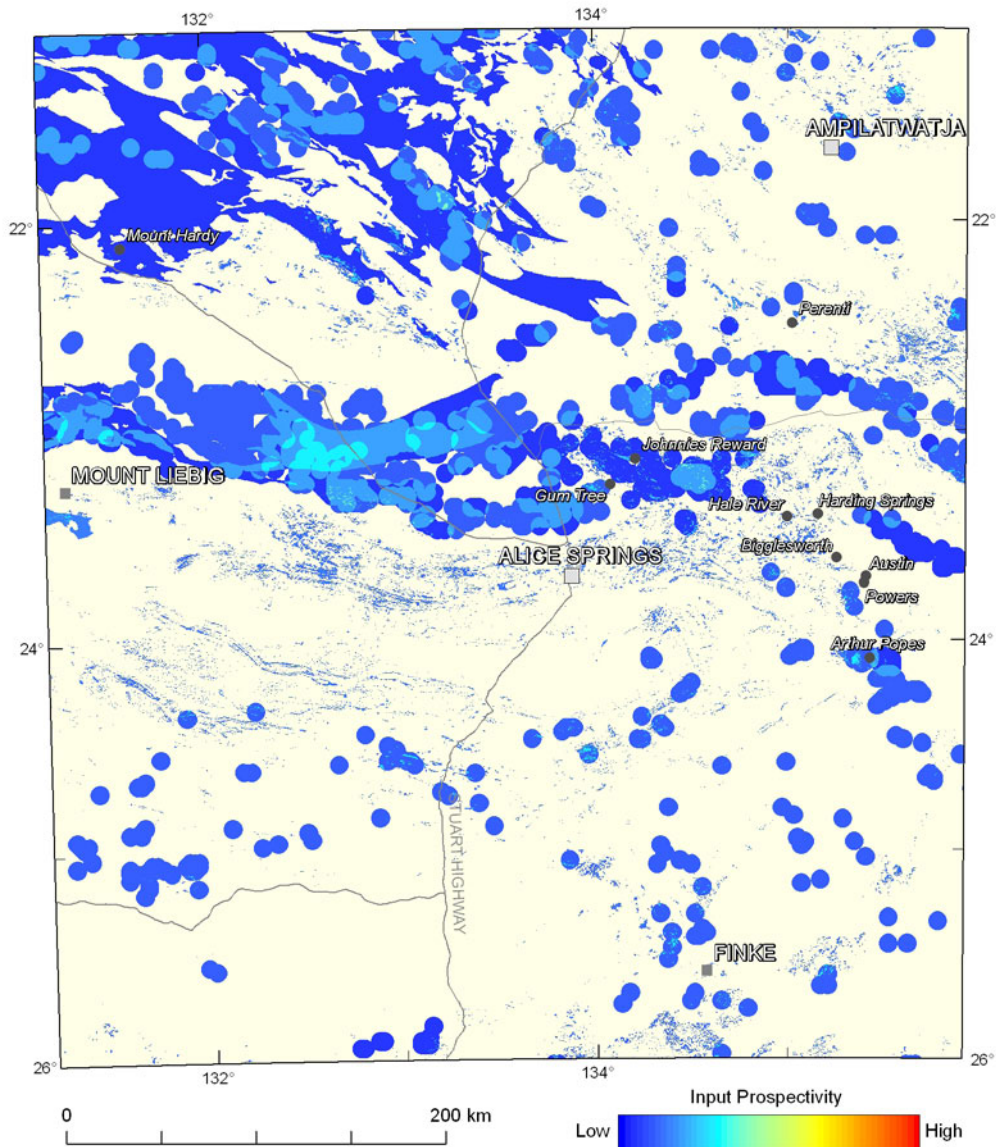 132°
134°
AMPILATWATJA
22°
22°
Mount Hardy
Perenti
Johnnies Reward
MOUNT LIEBIG
Gum Tree
Hale River
Harding Springs
Bigglesworth
ALICE SPRINGS
Austin
Powers
24°
24°
Arthur Popes
STUART HIGHWAY
FINKE
26°
26°
132°
134°
0
200 km
Input Prospectivity
Low
High